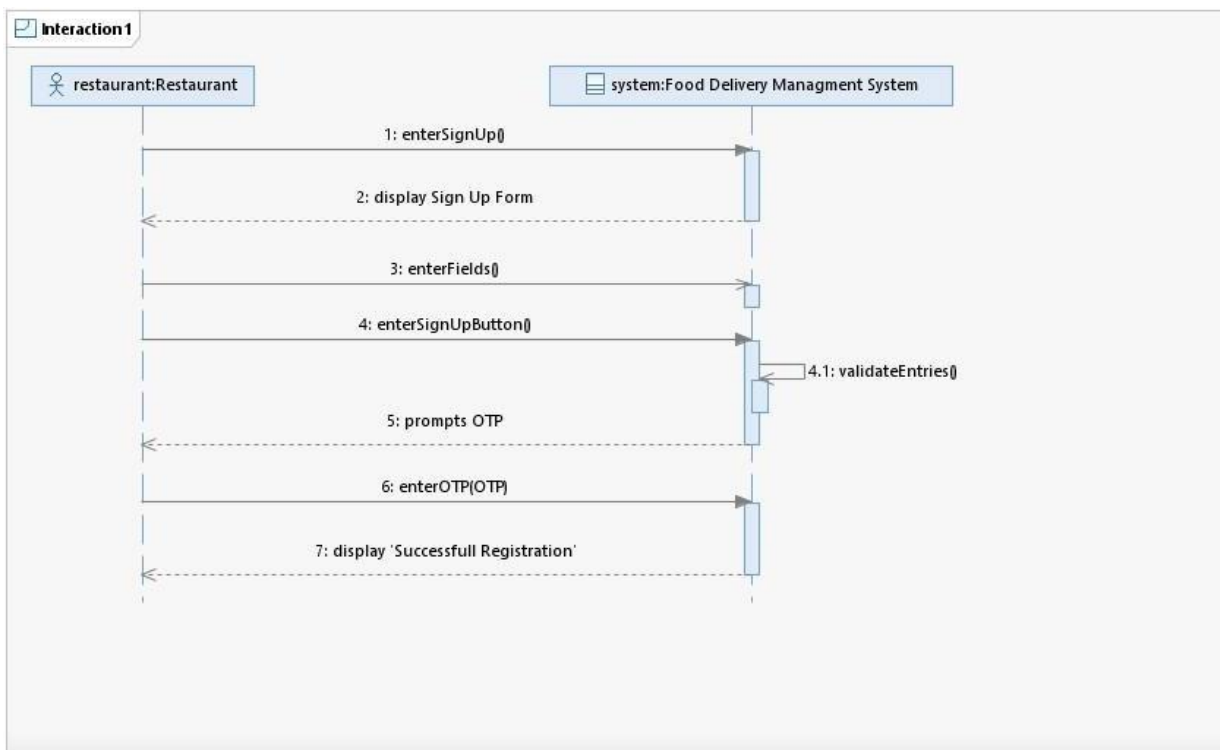 Interaction1
restaurant:Restaurant
system:Food Delivery Managment System
1: enterSignUp()
2: display Sign Up Form
3: enterFields()
4: enterSignUpButton()
4.1: validateEntries()
5: prompts OTP
6: enterOTP(OTP)
7: display 'Successfull Registration'